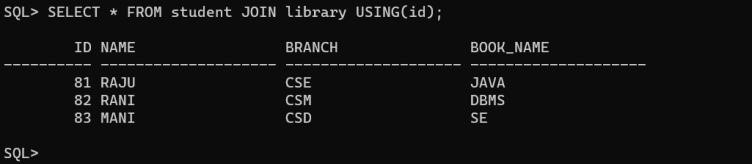 SQL> SELECT * FROM student JOIN library USING(id);
        ID NAME                 BRANCH               BOOK_NAME
---------- -------------------- -------------------- --------------------
        81 RAJU                 CSE                  JAVA
        82 RANI                 CSM                  DBMS
        83 MANI                 CSD                  SE
SQL>